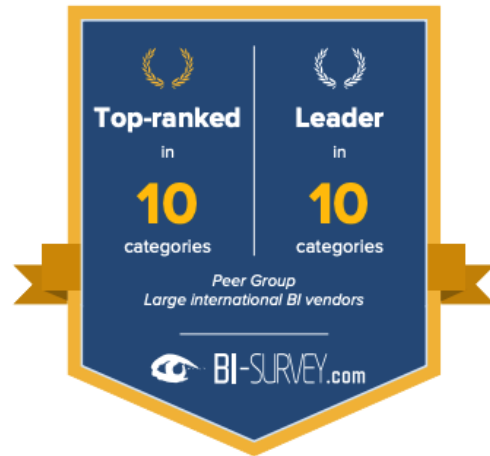 Top-ranked
in
10
categories
Leader
in
10
categories
Peer Group
Large international BI vendors
BI-SURVEY.com